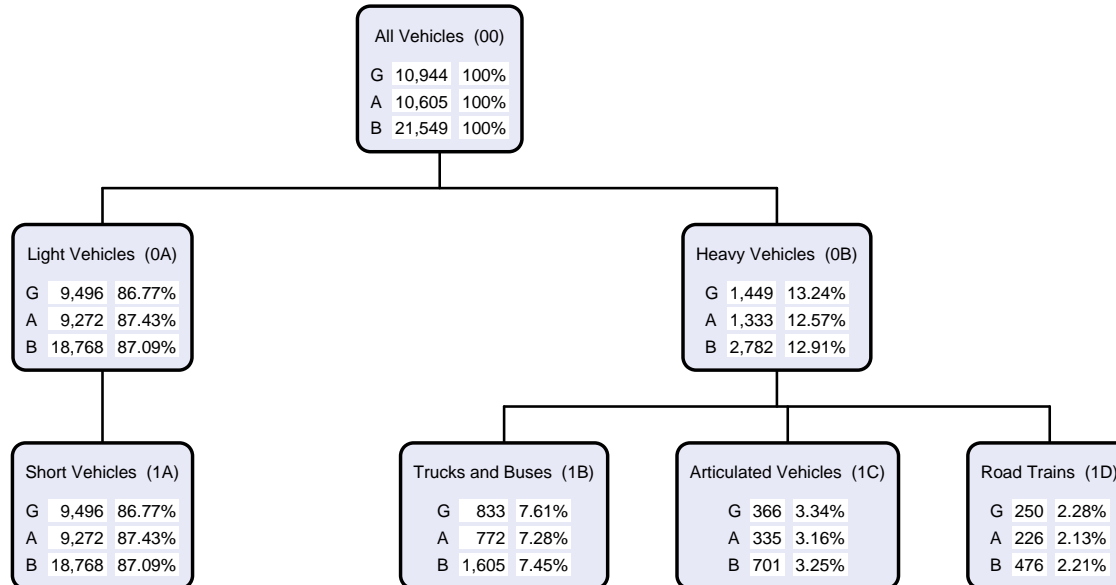 All Vehicles (00)
G 10,944 100%
A 10,605 100%
B 21,549 100%
Light Vehicles (0A)
G 9,496 86.77%
A 9,272 87.43%
B 18,768 87.09%
Heavy Vehicles (0B)
G 1,449 13.24%
A 1,333 12.57%
B 2,782 12.91%
Short Vehicles (1A)
G 9,496 86.77%
A 9,272 87.43%
B 18,768 87.09%
Trucks and Buses (1B)
G 833 7.61%
A 772 7.28%
B 1,605 7.45%
Articulated Vehicles (1C)
G 366 3.34%
A 335 3.16%
B 701 3.25%
Road Trains (1D)
G 250 2.28%
A 226 2.13%
B 476 2.21%